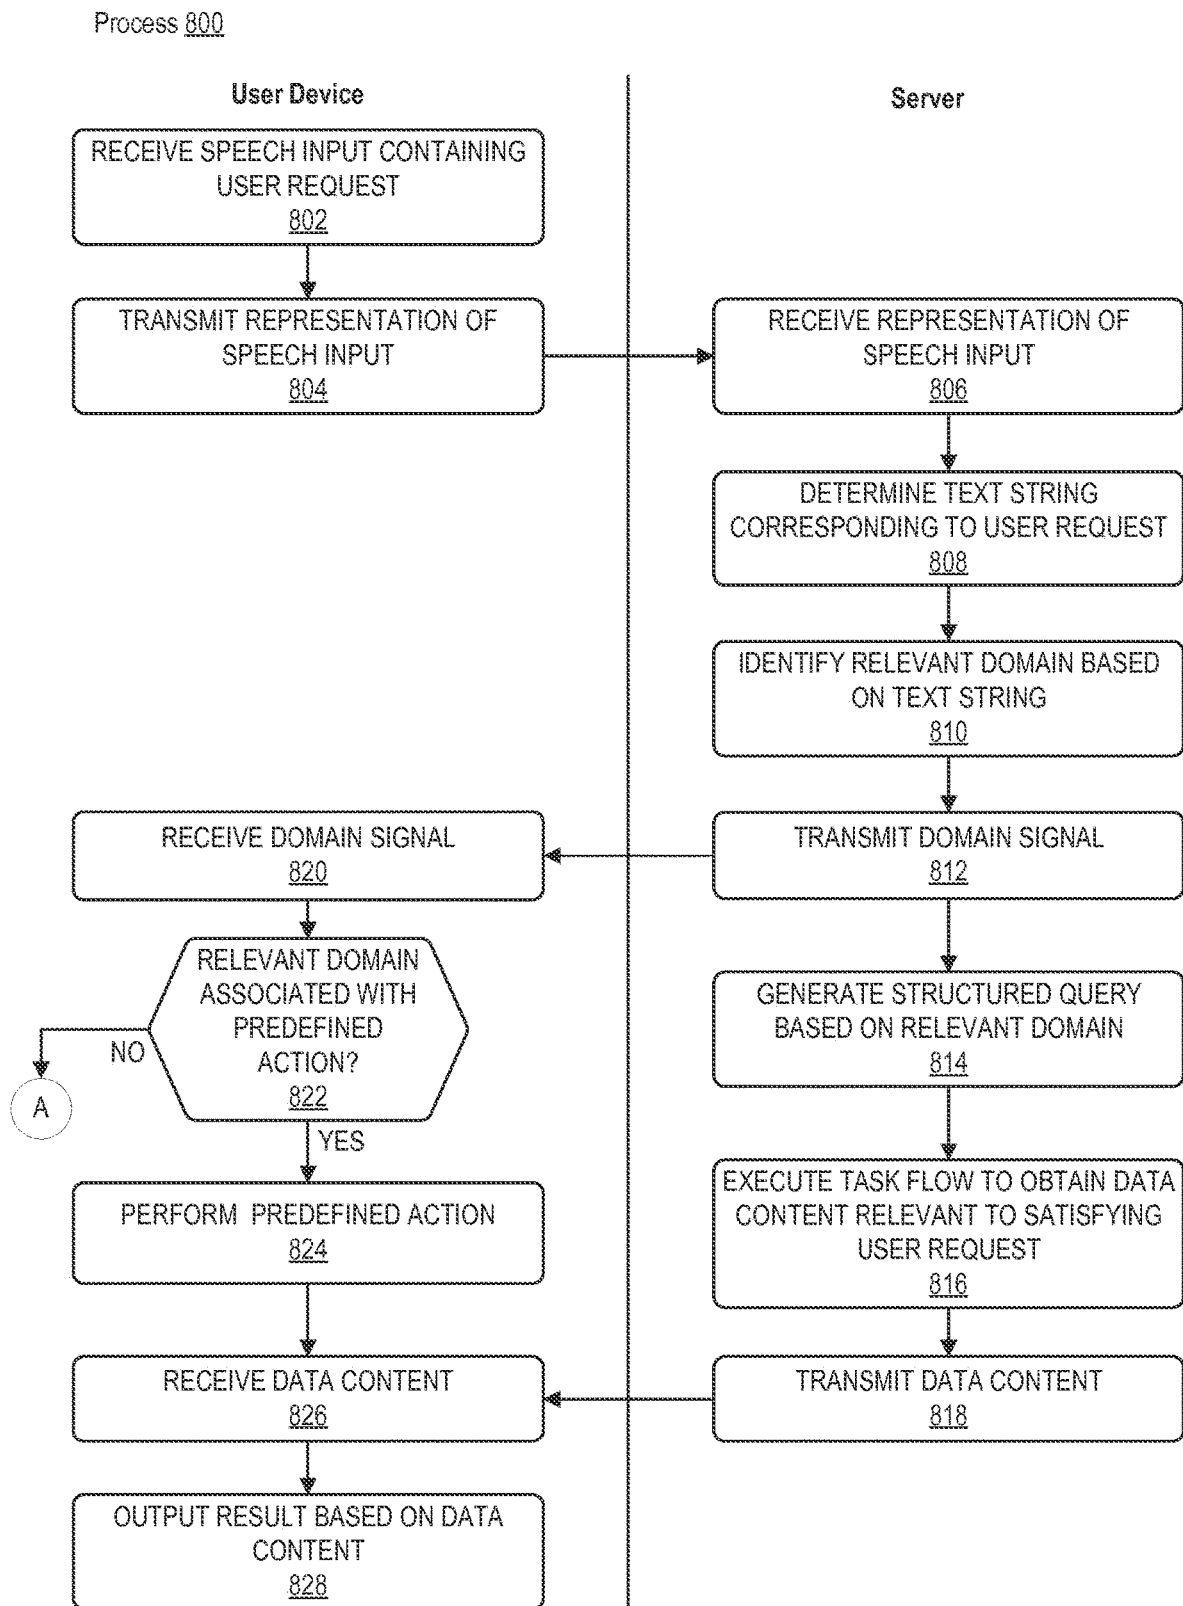 Process 800
User Device
Server
RECEIVE SPEECH INPUT CONTAINING
USER REQUEST
802
TRANSMIT REPRESENTATION OF
SPEECH INPUT
804
RECEIVE REPRESENTATION OF
SPEECH INPUT
806
DETERMINE TEXT STRING
CORRESPONDING TO USER REQUEST
808
IDENTIFY RELEVANT DOMAIN BASED
ON TEXT STRING
810
TRANSMIT DOMAIN SIGNAL
812
RECEIVE DOMAIN SIGNAL
820
RELEVANT DOMAIN
ASSOCIATED WITH
PREDEFINED
ACTION?
822
NO
A
YES
GENERATE STRUCTURED QUERY
BASED ON RELEVANT DOMAIN
814
PERFORM PREDEFINED ACTION
824
EXECUTE TASK FLOW TO OBTAIN DATA
CONTENT RELEVANT TO SATISFYING
USER REQUEST
816
RECEIVE DATA CONTENT
826
TRANSMIT DATA CONTENT
818
OUTPUT RESULT BASED ON DATA
CONTENT
828